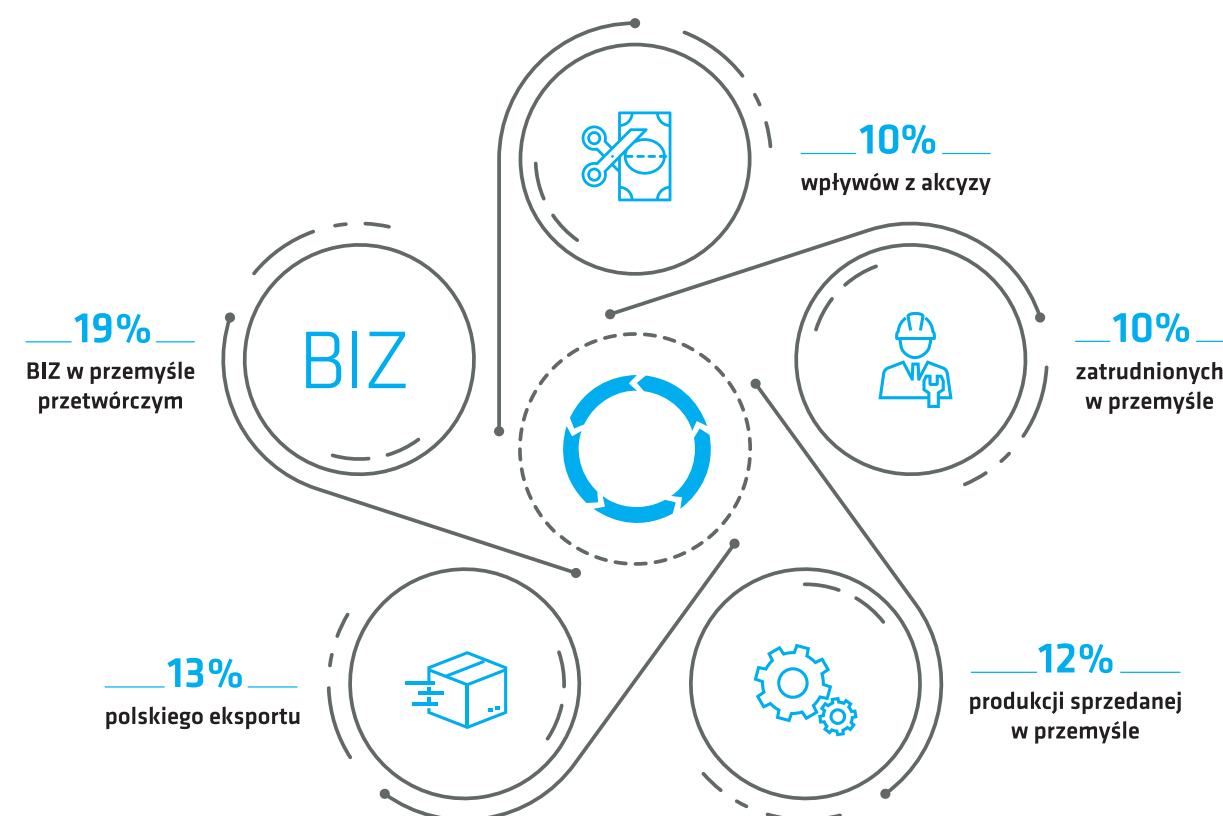 10%
wpływów z akcyzy
19%
BIZ w przemyśle
przetwórczym
BIZ
10%
zatrudnionych
w przemyśle
13%
polskiego eksportu
12%
produkcji sprzedanej
w przemyśle